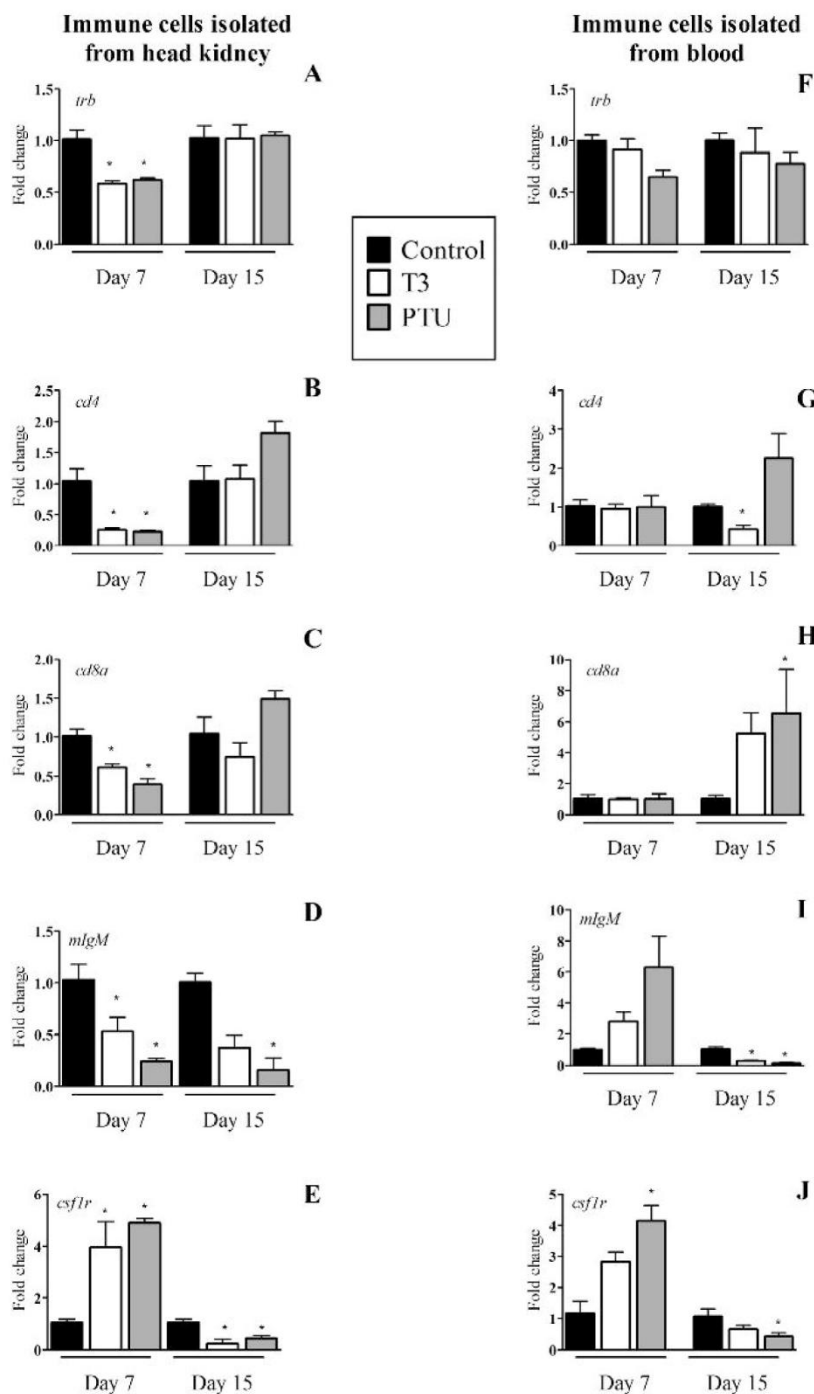 Immune cells isolated
from head kidney
A
trb
Fold change
1.5
1.0
0.5
0.0
* *
Day 7 Day 15
B
cd4
Fold change
2.5
2.0
1.5
1.0
0.5
0.0
* *
Day 7 Day 15
C
cd8a
Fold change
2.0
1.5
1.0
0.5
0.0
* *
Day 7 Day 15
D
mIgM
Fold change
1.5
1.0
0.5
0.0
* * *
Day 7 Day 15
E
csf1r
Fold change
6
4
2
0
* * * *
Day 7 Day 15
Control
T3
PTU
Immune cells isolated
from blood
F
trb
Fold change
1.5
1.0
0.5
0.0
Day 7 Day 15
G
cd4
Fold change
4
3
2
1
0
*
Day 7 Day 15
H
cd8a
Fold change
10
8
6
4
2
0
*
Day 7 Day 15
I
mIgM
Fold change
10
8
6
4
2
0
* *
Day 7 Day 15
J
csf1r
Fold change
5
4
3
2
1
0
* *
Day 7 Day 15